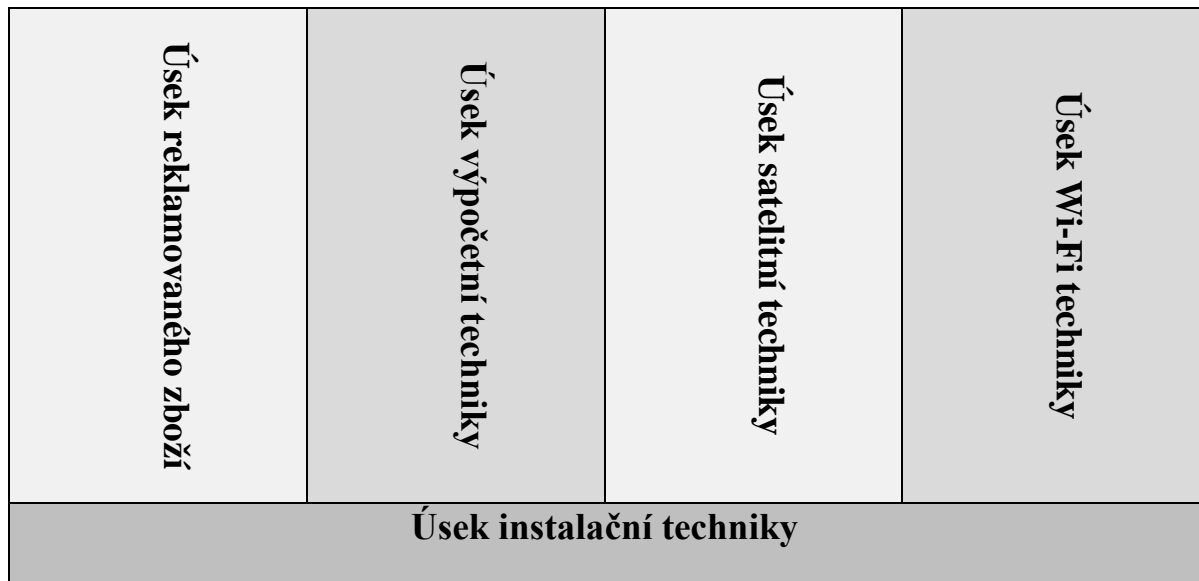 Úsek reklamovaného zboží
Úsek výpočetní techniky
Úsek satelitní techniky
Úsek Wi-Fi techniky
Úsek instalační techniky